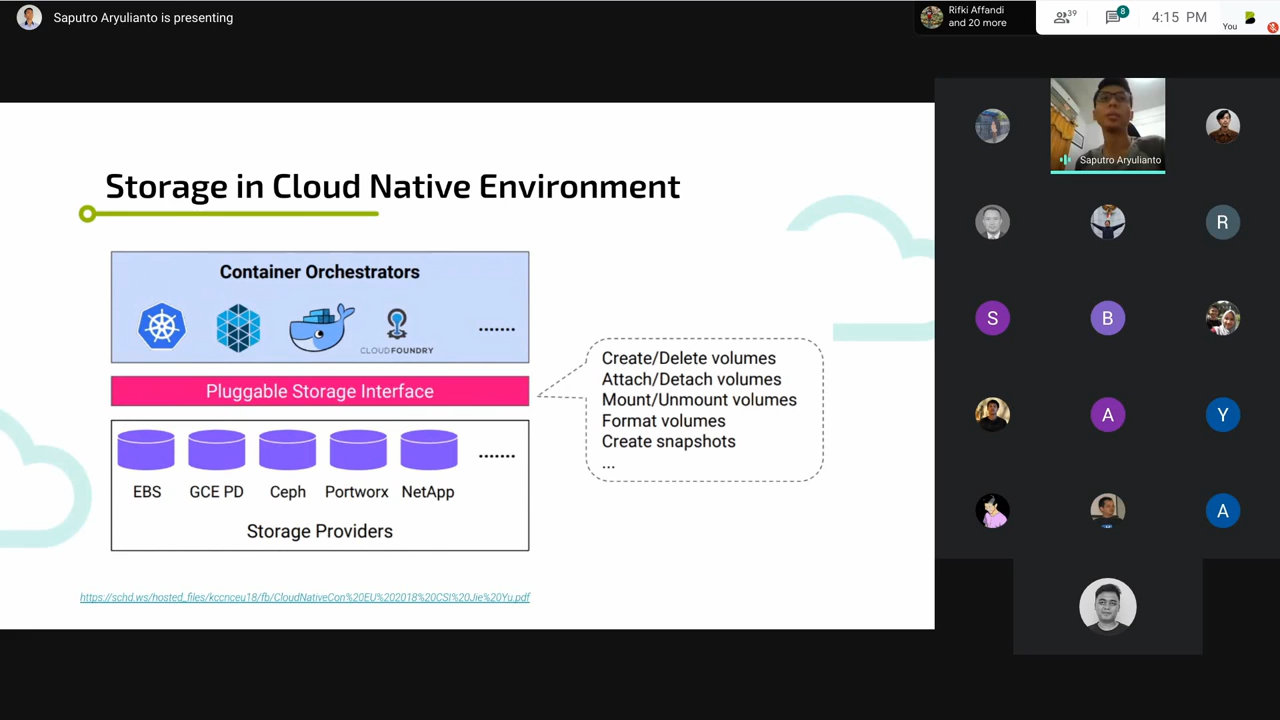 Saputro Aryulianto is presenting
Rifki Affandi
and 20 more
39
8
4:15 PM
You
Storage in Cloud Native Environment
Container Orchestrators
CLOUDFOUNDRY
.......
Pluggable Storage Interface
EBS
GCE PD
Ceph
Portworx
NetApp
.......
Storage Providers
Create/Delete volumes
Attach/Detach volumes
Mount/Unmount volumes
Format volumes
Create snapshots
...
https://schd.ws/hosted_files/kccnceu18/fb/CloudNativeCon%20EU%202018%20CSI%20Jie%20Yu.pdf
Saputro Aryulianto
R
S
B
A
Y
A